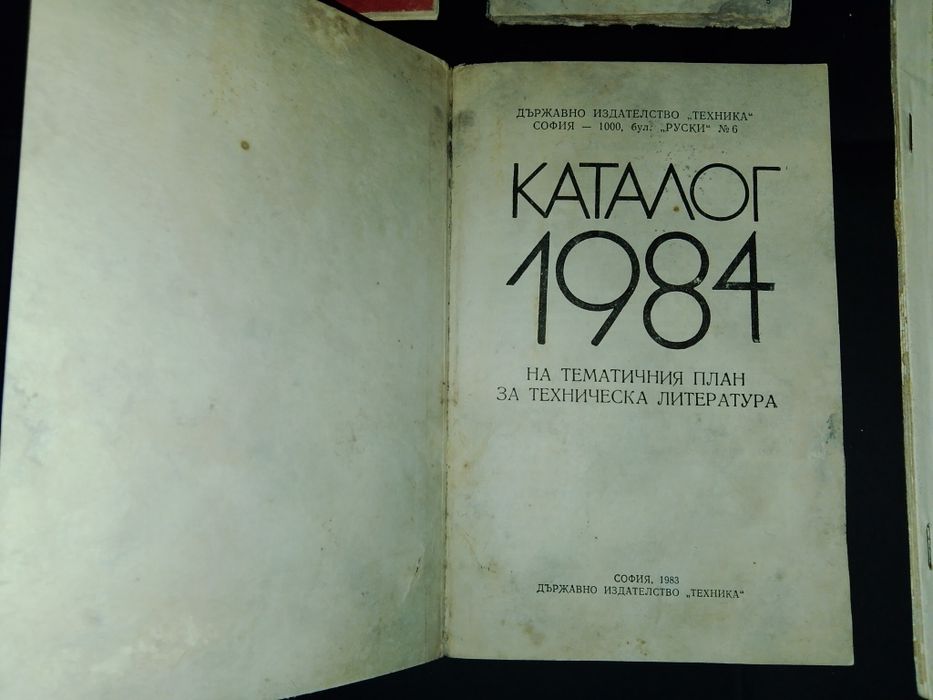 ДЪРЖАВНО ИЗДАТЕЛСТВО „ТЕХНИКА“
СОФИЯ — 1000, бул. „РУСКИ“ № 6
КАТАЛОГ
1984
НА ТЕМАТИЧНИЯ ПЛАН
ЗА ТЕХНИЧЕСКА ЛИТЕРАТУРА
СОФИЯ, 1983
ДЪРЖАВНО ИЗДАТЕЛСТВО „ТЕХНИКА“